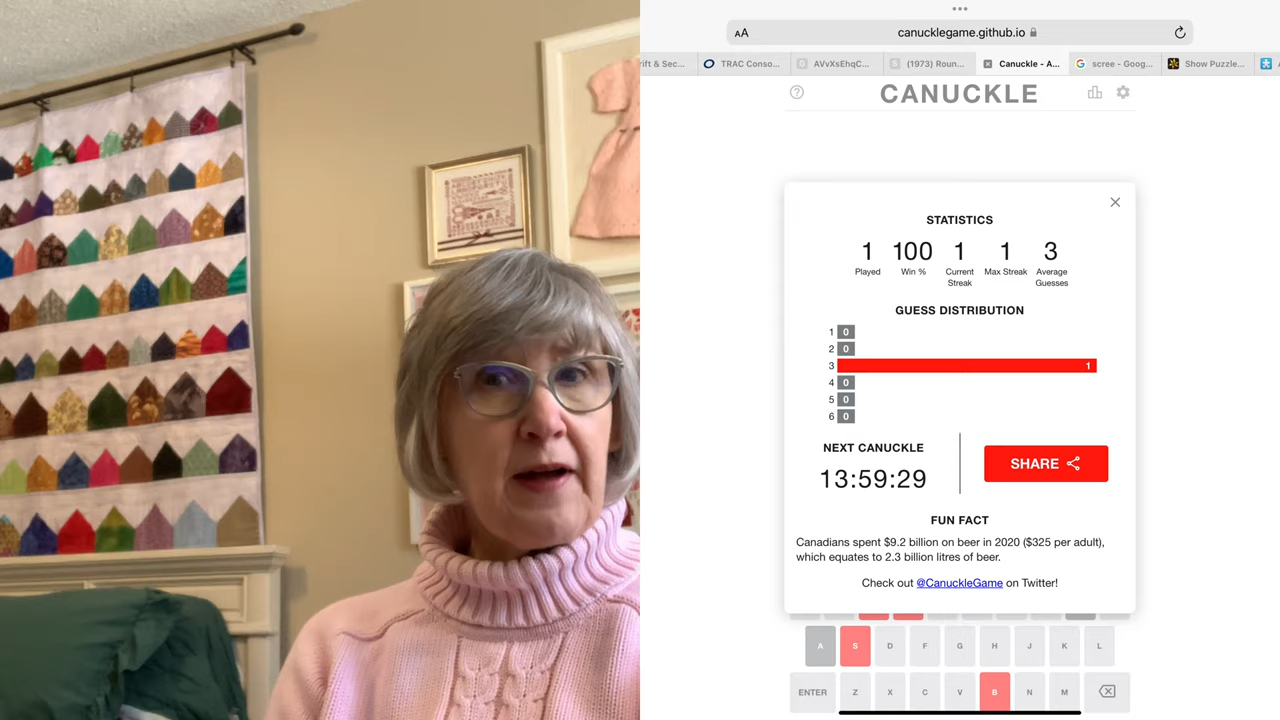 AA canucklegame.github.io
rift & Sec... TRAC Conso... AVvXsEhqC... (1973) Roun... Canuckle - A... scree - Goog... Show Puzzle...
CANUCKLE
STATISTICS
1 100 1 1 3
Played Win % Current Streak Max Streak Average Guesses
GUESS DISTRIBUTION
1 0
2 0
3 1
4 0
5 0
6 0
NEXT CANUCKLE
13:59:29
SHARE
FUN FACT
Canadians spent $9.2 billion on beer in 2020 ($325 per adult),
which equates to 2.3 billion litres of beer.
Check out @CanuckleGame on Twitter!
A S D F G H J K L
ENTER Z X C V B N M